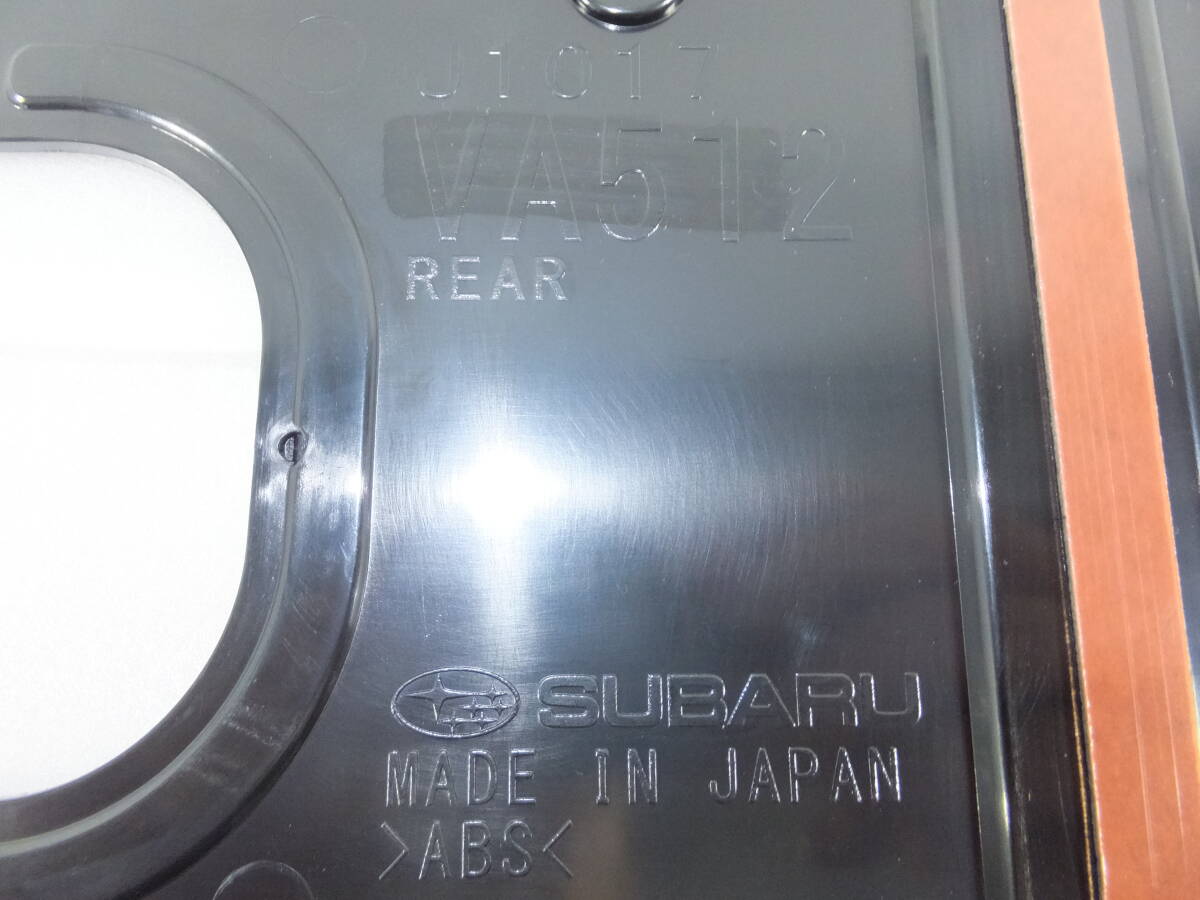 J1017
VA512
REAR
SUBARU
MADE IN JAPAN
>ABS<